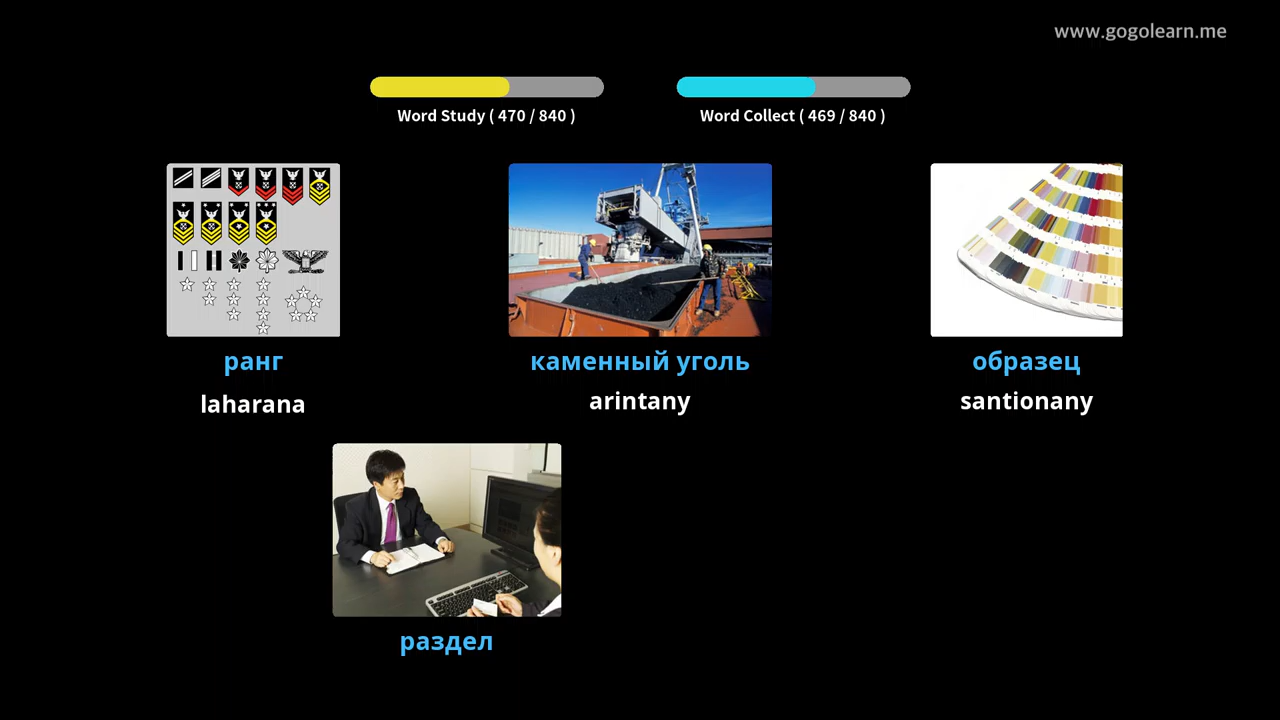 www.gogolearn.me
Word Study ( 470 / 840 )
Word Collect ( 469 / 840 )
ранг
каменный уголь
образец
laharana
arintany
santionany
раздел